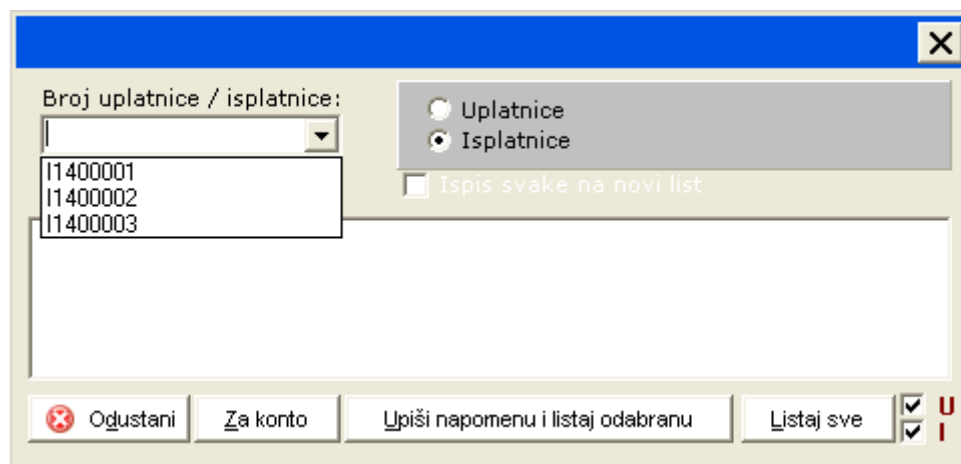 Broj uplatnice / isplatnice:
Uplatnice
Isplatnice
I1400001
I1400002
I1400003
Ispis svake na novi list
Odustani
Za konto
Upiši napomenu i listaj odabranu
Listaj sve
U
I